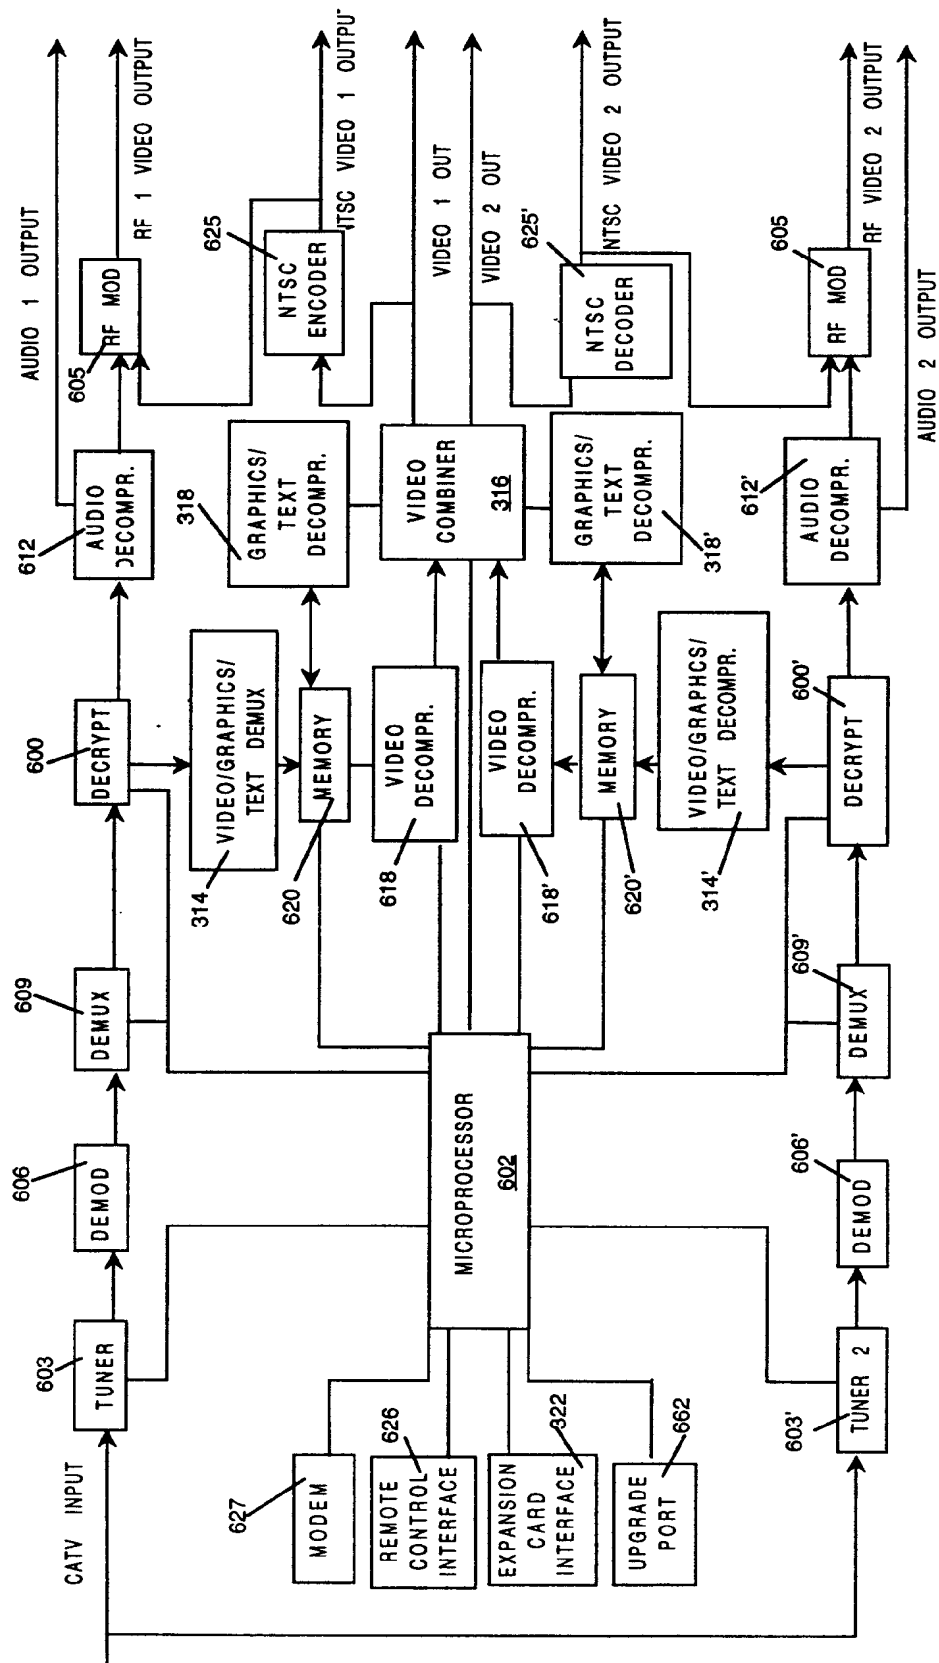 CATV INPUT
603
TUNER
606
DEMOD
609
DEMUX
600
DECRYPT
612
AUDIO
DECOMPR.
AUDIO 1 OUTPUT
605
RF MOD
RF 1 VIDEO OUTPUT
314
VIDEO/GRAPHICS/
TEXT DEMUX
318
GRAPHICS/
TEXT
DECOMPR.
625
NTSC
ENCODER
NTSC VIDEO 1 OUTPUT
620
MEMORY
618
VIDEO
DECOMPR.
VIDEO
COMBINER
316
VIDEO 1 OUT
VIDEO 2 OUT
627
MODEM
626
REMOTE
CONTROL
INTERFACE
322
EXPANSION
CARD
INTERFACE
662
UPGRADE
PORT
MICROPROCESSOR
602
618'
VIDEO
DECOMPR.
620'
MEMORY
318'
GRAPHICS/
TEXT
DECOMPR.
625'
NTSC
DECODER
NTSC VIDEO 2 OUTPUT
314'
VIDEO/GRAPHCS/
TEXT DECOMPR.
603'
TUNER 2
606'
DEMOD
609'
DEMUX
600'
DECRYPT
612'
AUDIO
DECOMPR.
605
RF MOD
RF VIDEO 2 OUTPUT
AUDIO 2 OUTPUT